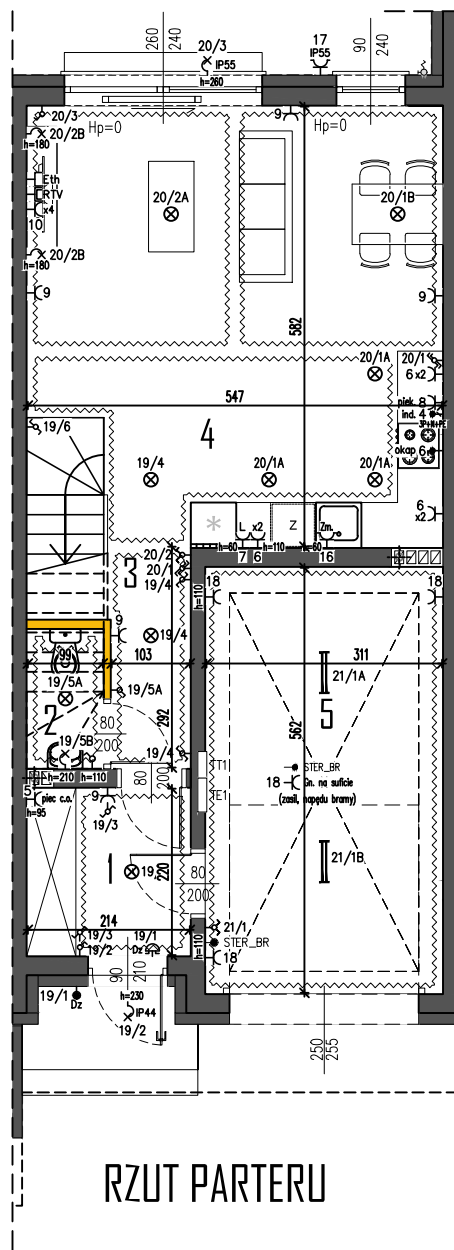 260
240
20/3
IP55
h=260
17
IP55
90
240
20/3
Hp=0
9
Hp=0
20/2B
h=180
Eth
RTV
x4
10
20/2A
20/1B
20/2B
h=180
9
9
582
20/1A
20/1
6 x2
547
piek. 8
ind. 4
3P+N+PE
19/6
4
okap 6
19/4
20/1A
20/1A
6
x2
*
L
x2
Z
Zm.
h=60
h=110
h=60
7
6
16
20/2
20/1
19/4
3
18
h=110
18
9
19/4
99
103
311
19/5A
19/5A
21/1A
2
5
292
562
80
200
19/5B
19/4
h=210
h=110
80
200
TT1
TE1
STER_BR
18
Gn. na suficie
(zasil. napędu bramy)
5
piec c.o.
h=95
9
19/3
1
19/
220
80
200
21/1B
214
19/3
19/2
19/1
Dz
21/1
STER_BR
h=110
18
90
210
19/1
Dz
h=230
IP44
19/2
250
255
RZUT PARTERU